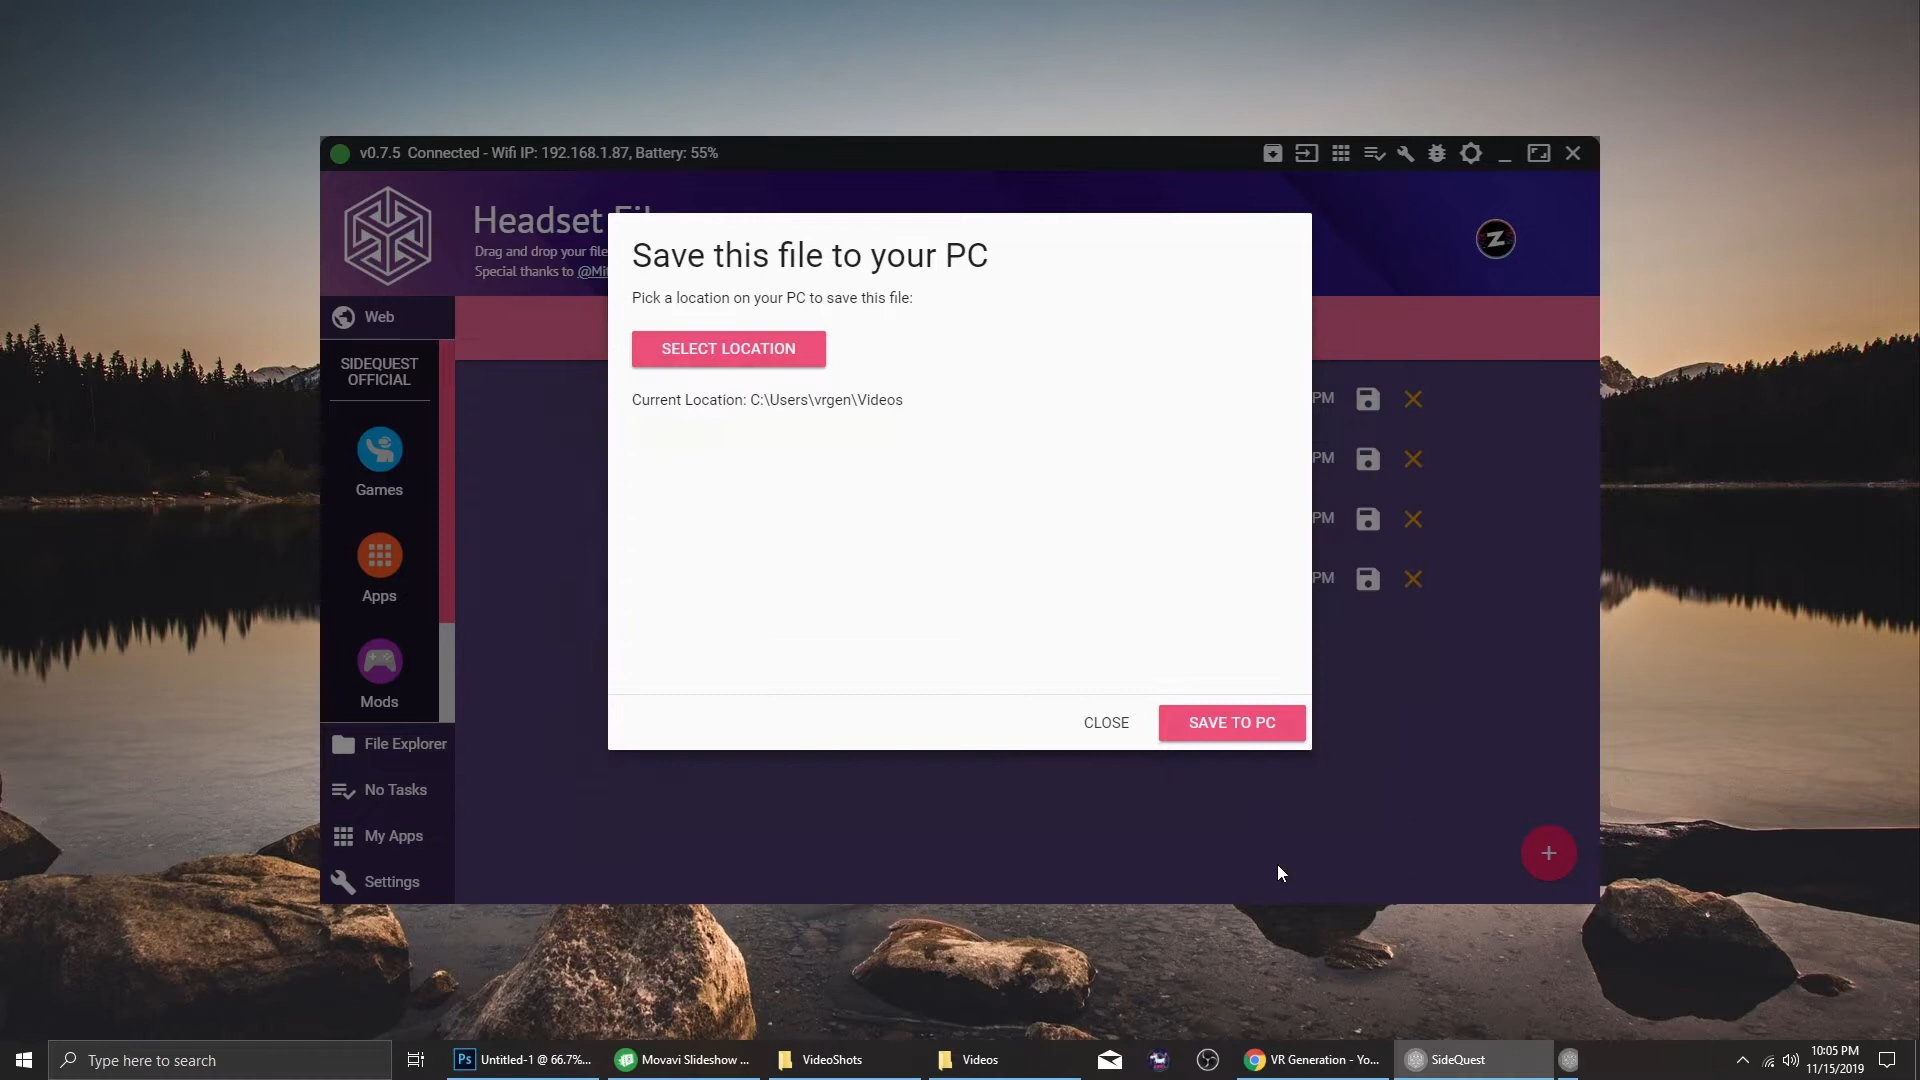 v0.7.5 Connected - Wifi IP: 192.168.1.87, Battery: 55%
Headset
Drag and drop your file
Special thanks to
Z
Save this file to your PC
Pick a location on your PC to save this file:
SELECT LOCATION
Current Location: C:\Users\vrgen\Videos
CLOSE
SAVE TO PC
Web
SIDEQUEST
OFFICIAL
Games
Apps
Mods
File Explorer
No Tasks
My Apps
Settings
PM
PM
PM
PM
+
Type here to search
Ps
Untitled-1 @ 66.7%...
Movavi Slideshow ...
VideoShots
Videos
VR Generation - Yo...
SideQuest
10:05 PM
11/15/2019